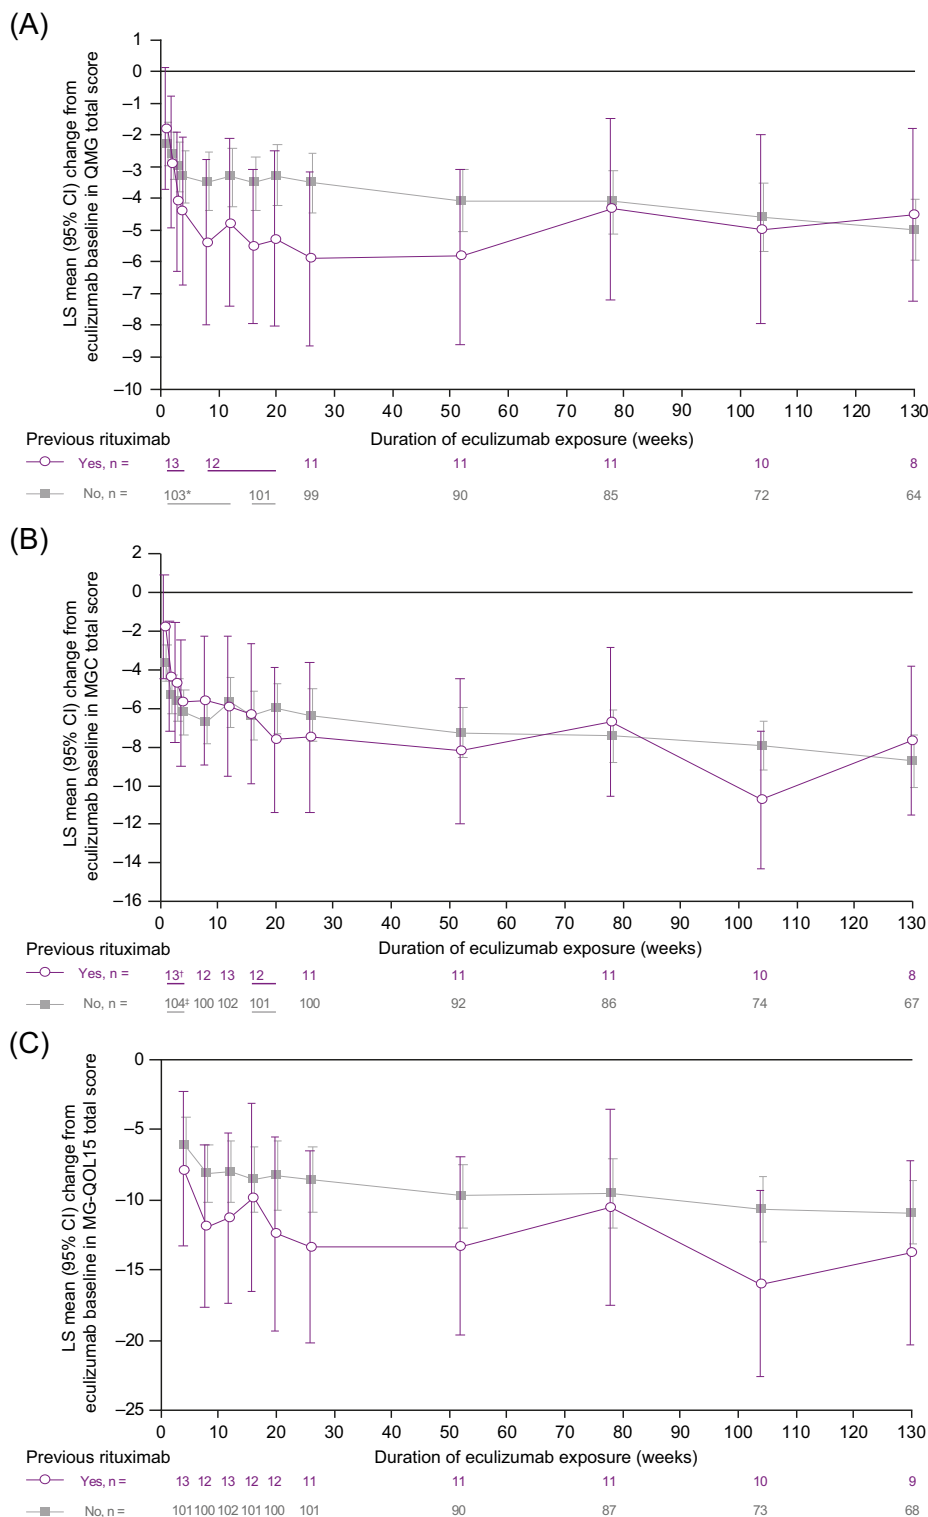 (A)
LS mean (95% CI) change from
eculizumab baseline in QMG total score
1
0
–1
–2
–3
–4
–5
–6
–7
–8
–9
–10
0 10 20 30 40 50 60 70 80 90 100 110 120 130
Previous rituximab Duration of eculizumab exposure (weeks)
Yes, n = 13 12 11 11 11 10 8
No, n = 103* 101 99 90 85 72 64
(B)
LS mean (95% CI) change from
eculizumab baseline in MGC total score
2
0
–2
–4
–6
–8
–10
–12
–14
–16
0 10 20 30 40 50 60 70 80 90 100 110 120 130
Previous rituximab Duration of eculizumab exposure (weeks)
Yes, n = 13† 12 13 12 11 11 11 10 8
No, n = 104‡ 100 102 101 100 92 86 74 67
(C)
LS mean (95% CI) change from
eculizumab baseline in MG-QOL15 total score
0
–5
–10
–15
–20
–25
0 10 20 30 40 50 60 70 80 90 100 110 120 130
Previous rituximab Duration of eculizumab exposure (weeks)
Yes, n = 13 12 13 12 12 11 11 11 10 9
No, n = 101 100 102 101 100 101 90 87 73 68